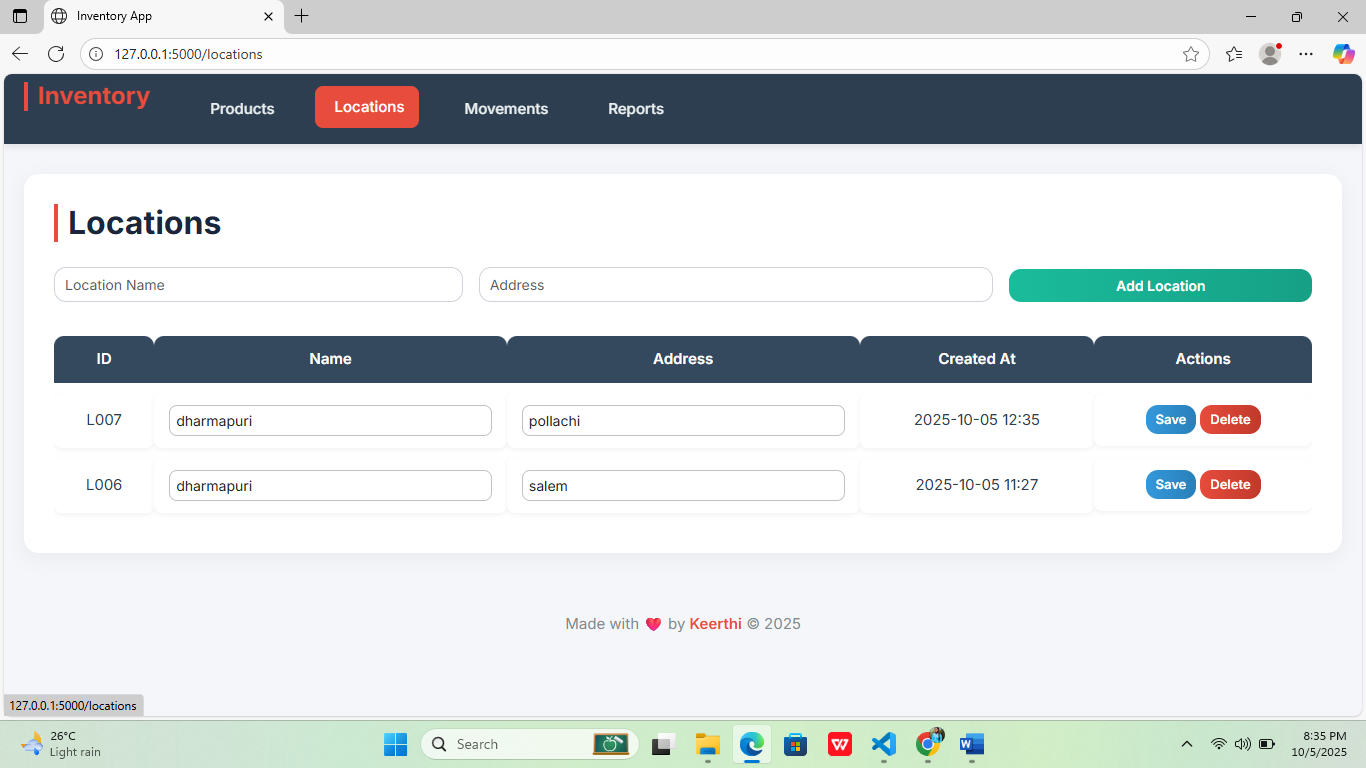 Inventory App
127.0.0.1:5000/locations
Inventory
Products
Locations
Movements
Reports
Locations
Location Name
Address
Add Location
ID
Name
Address
Created At
Actions
L007
dharmapuri
pollachi
2025-10-05 12:35
Save
Delete
L006
dharmapuri
salem
2025-10-05 11:27
Save
Delete
Made with ❤️ by Keerthi © 2025
127.0.0.1:5000/locations
26°C
Light rain
Search
8:35 PM
10/5/2025